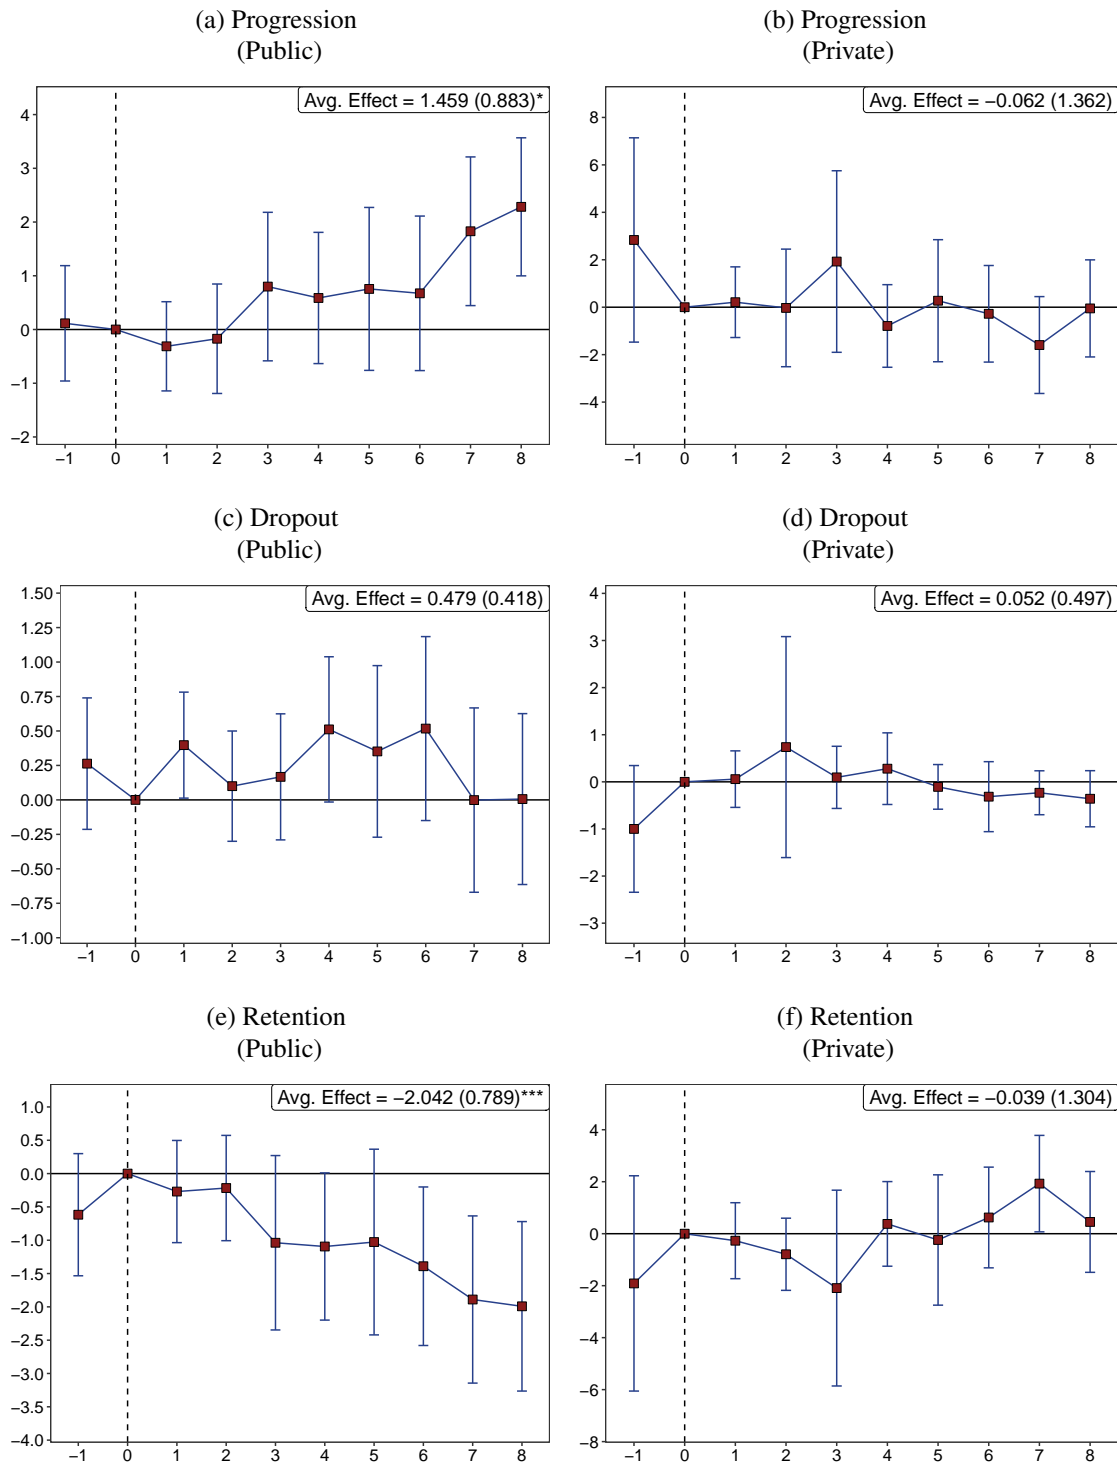 (a) Progression
(Public)
Avg. Effect = 1.459 (0.883)*
4
3
2
1
0
−1
−2
−1 0 1 2 3 4 5 6 7 8
(b) Progression
(Private)
Avg. Effect = −0.062 (1.362)
8
6
4
2
0
−2
−4
−1 0 1 2 3 4 5 6 7 8
(c) Dropout
(Public)
Avg. Effect = 0.479 (0.418)
1.50
1.25
1.00
0.75
0.50
0.25
0.00
−0.25
−0.50
−0.75
−1.00
−1 0 1 2 3 4 5 6 7 8
(d) Dropout
(Private)
Avg. Effect = 0.052 (0.497)
4
3
2
1
0
−1
−2
−3
−1 0 1 2 3 4 5 6 7 8
(e) Retention
(Public)
Avg. Effect = −2.042 (0.789)***
1.0
0.5
0.0
−0.5
−1.0
−1.5
−2.0
−2.5
−3.0
−3.5
−4.0
−1 0 1 2 3 4 5 6 7 8
(f) Retention
(Private)
Avg. Effect = −0.039 (1.304)
4
2
0
−2
−4
−6
−8
−1 0 1 2 3 4 5 6 7 8